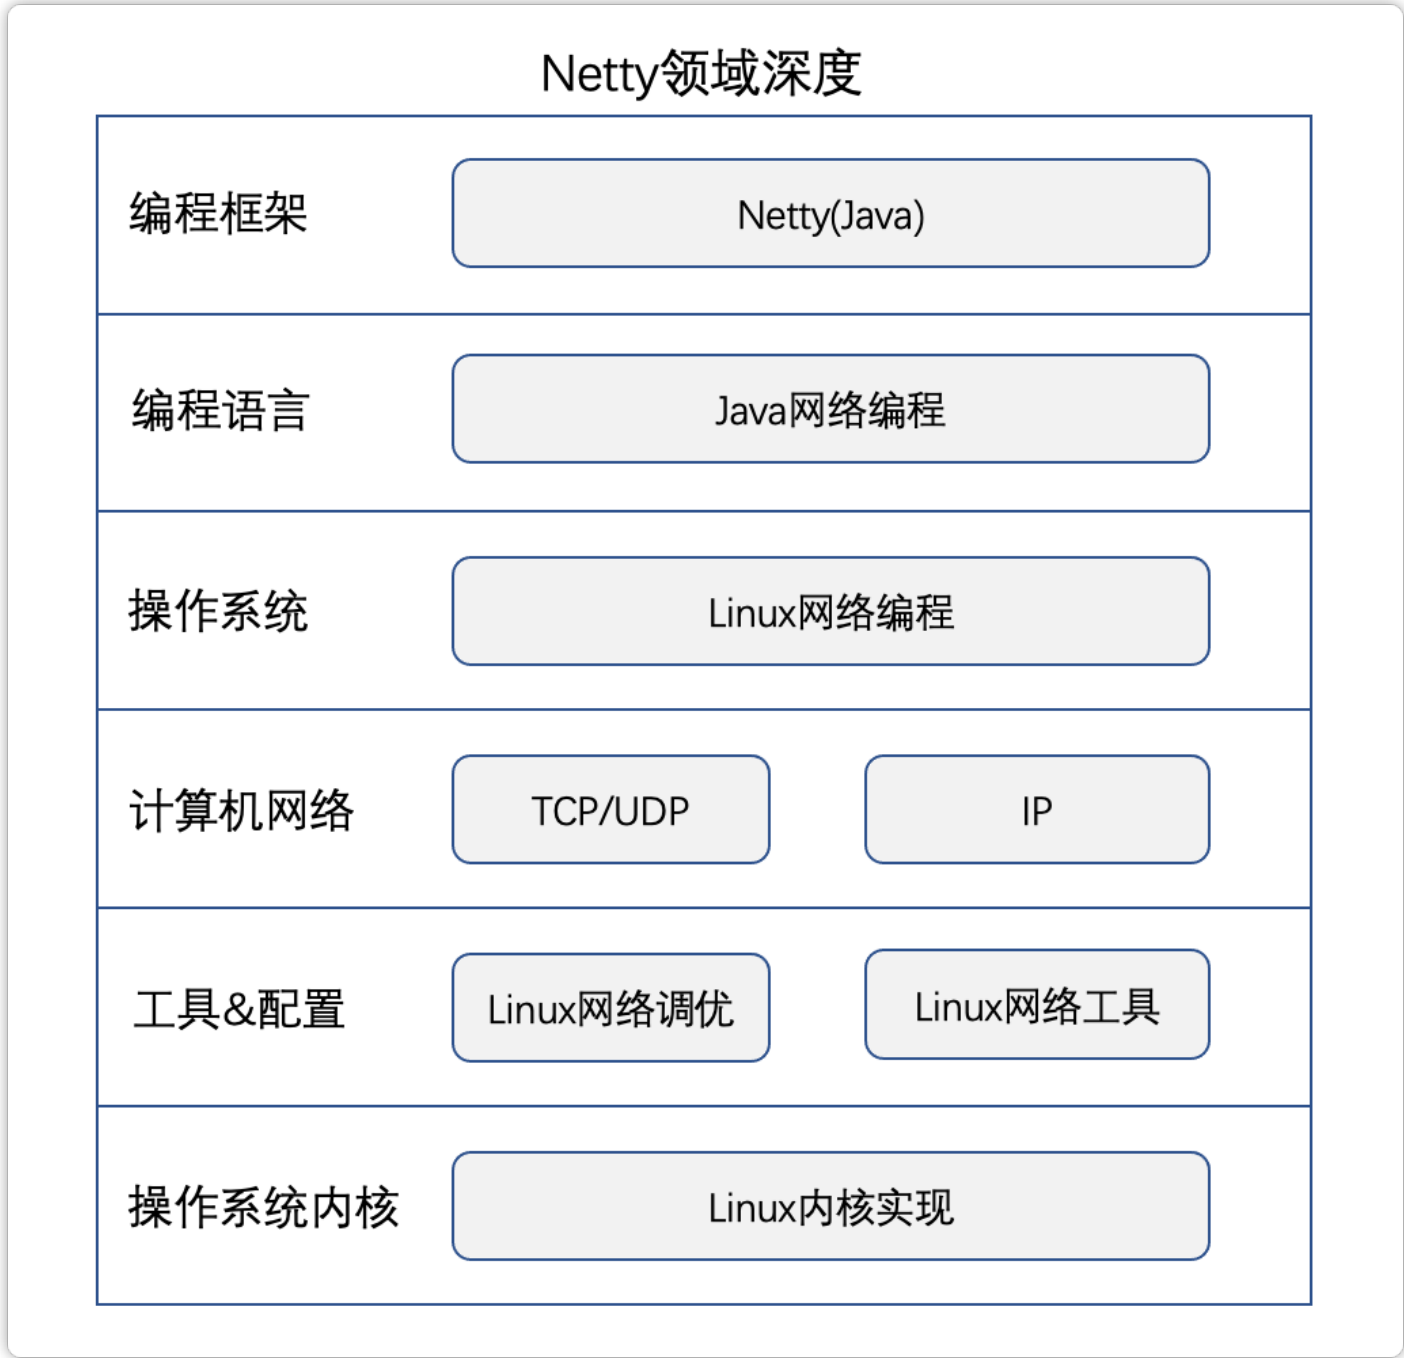 Netty领域深度
编程框架
Netty(Java)
编程语言
Java网络编程
操作系统
Linux网络编程
计算机网络
TCP/UDP
IP
工具&配置
Linux网络调优
Linux网络工具
操作系统内核
Linux内核实现